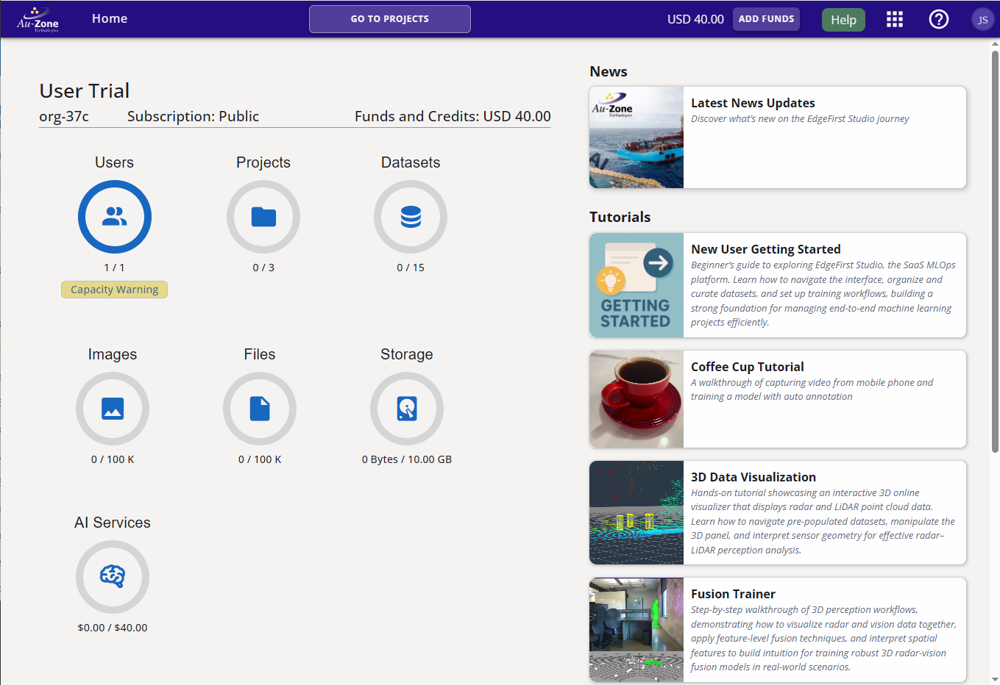 Au-Zone
Technologies
Home
GO TO PROJECTS
USD 40.00
ADD FUNDS
Help
JS
User Trial
org-37c
Subscription: Public
Funds and Credits: USD 40.00
Users
1 / 1
Capacity Warning
Projects
0 / 3
Datasets
0 / 15
Images
0 / 100 K
Files
0 / 100 K
Storage
0 Bytes / 10.00 GB
AI Services
$0.00 / $40.00
News
Au-Zone
Technologies
AI
Latest News Updates
Discover what's new on the EdgeFirst Studio journey
Tutorials
GETTING
STARTED
New User Getting Started
Beginner's guide to exploring EdgeFirst Studio, the SaaS MLOps
platform. Learn how to navigate the interface, organize and
curate datasets, and set up training workflows, building a
strong foundation for managing end-to-end machine learning
projects efficiently.
Coffee Cup Tutorial
A walkthrough of capturing video from mobile phone and
training a model with auto annotation
3D Data Visualization
Hands-on tutorial showcasing an interactive 3D online
visualizer that displays radar and LiDAR point cloud data.
Learn how to navigate pre-populated datasets, manipulate the
3D panel, and interpret sensor geometry for effective radar–
LiDAR perception analysis.
Fusion Trainer
Step-by-step walkthrough of 3D perception workflows,
demonstrating how to visualize radar and vision data together,
apply feature-level fusion techniques, and interpret spatial
features to build intuition for training robust 3D radar-vision
fusion models in real-world scenarios.